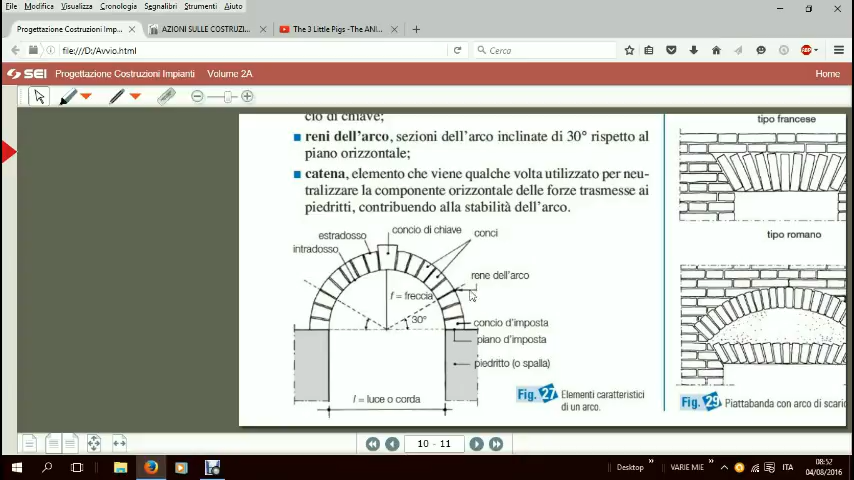 File Modifica Visualizza Cronologia Segnalibri Strumenti Aiuto
Progettazione Costruzioni Imp...
AZIONI SULLE COSTRUZI...
The 3 Little Pigs -The ANI...
file:///D:/Avvio.html
Cerca
ABP
SEI Progettazione Costruzioni Impianti Volume 2A Home
cio di chiave;
reni dell'arco, sezioni dell'arco inclinate di 30° rispetto al
piano orizzontale;
catena, elemento che viene qualche volta utilizzato per neu-
tralizzare la componente orizzontale delle forze trasmesse ai
piedritti, contribuendo alla stabilità dell'arco.
estradosso
concio di chiave
conci
intradosso
rene dell'arco
f = freccia
30°
concio d'imposta
piano d'imposta
piedritto (o spalla)
l = luce o corda
Fig. 27 Elementi caratteristici
di un arco.
tipo francese
tipo romano
Fig. 29 Piattabanda con arco di scaric
10 - 11
Desktop
VARIE MIE
ITA
08:52
04/08/2016